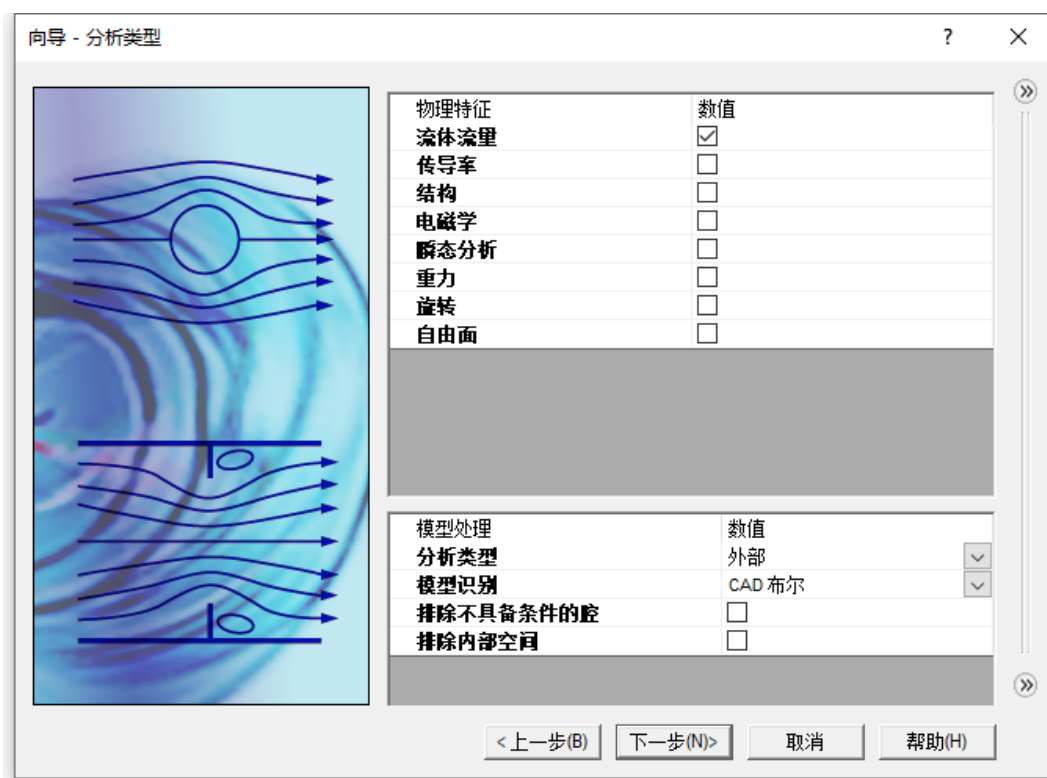 向导 - 分析类型
?
物理特征 数值
流体流量
传导率
结构
电磁学
瞬态分析
重力
旋转
自由面
模型处理 数值
分析类型 外部
模型识别 CAD 布尔
排除不具备条件的腔
排除内部空间
<上一步(B) 下一步(N)> 取消 帮助(H)